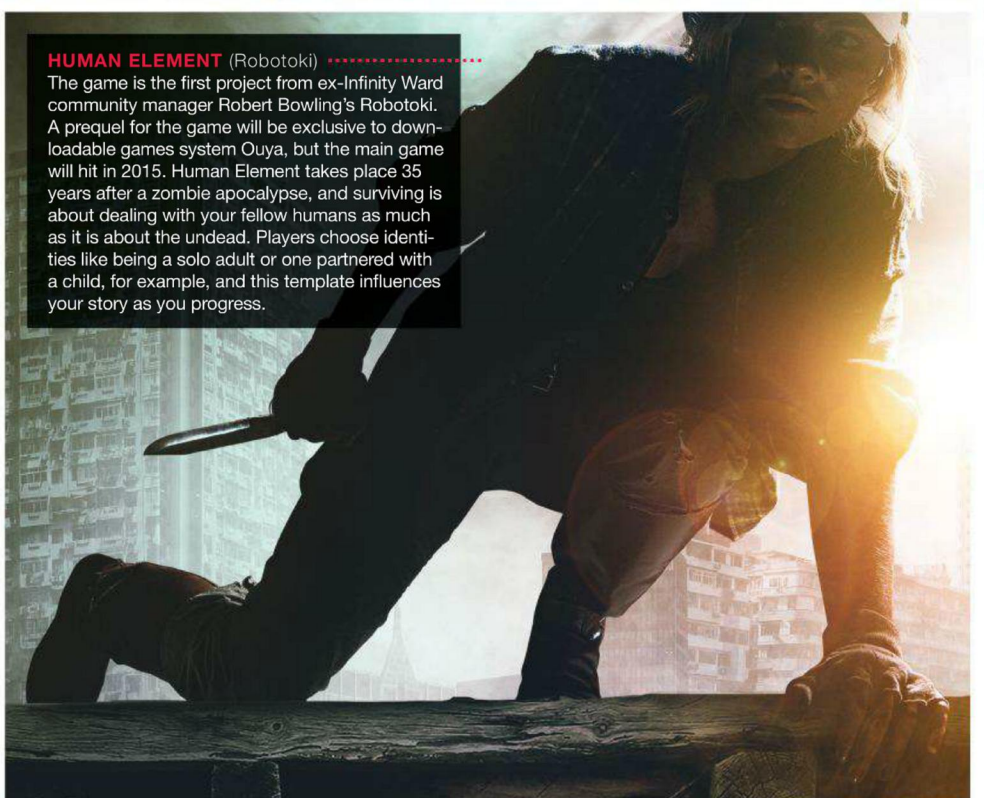 HUMAN ELEMENT (Robotoki)
The game is the first project from ex-Infinity Ward
community manager Robert Bowling's Robotoki.
A prequel for the game will be exclusive to down-
loadable games system Ouya, but the main game
will hit in 2015. Human Element takes place 35
years after a zombie apocalypse, and surviving is
about dealing with your fellow humans as much
as it is about the undead. Players choose identi-
ties like being a solo adult or one partnered with
a child, for example, and this template influences
your story as you progress.